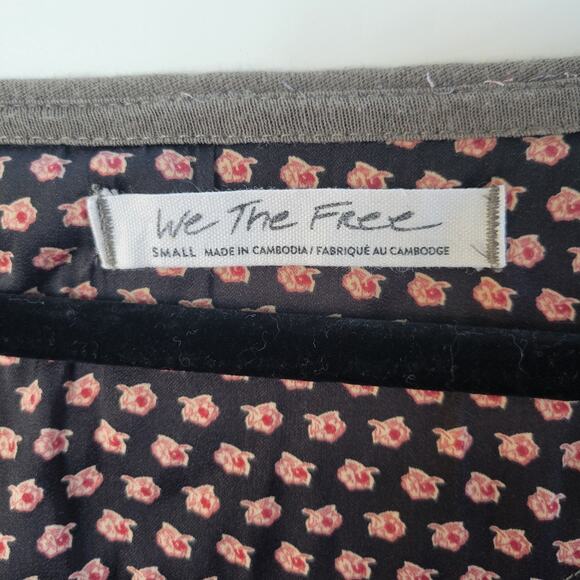 We The Free
SMALL MADE IN CAMBODIA / FABRIQUÉ AU CAMBODGE